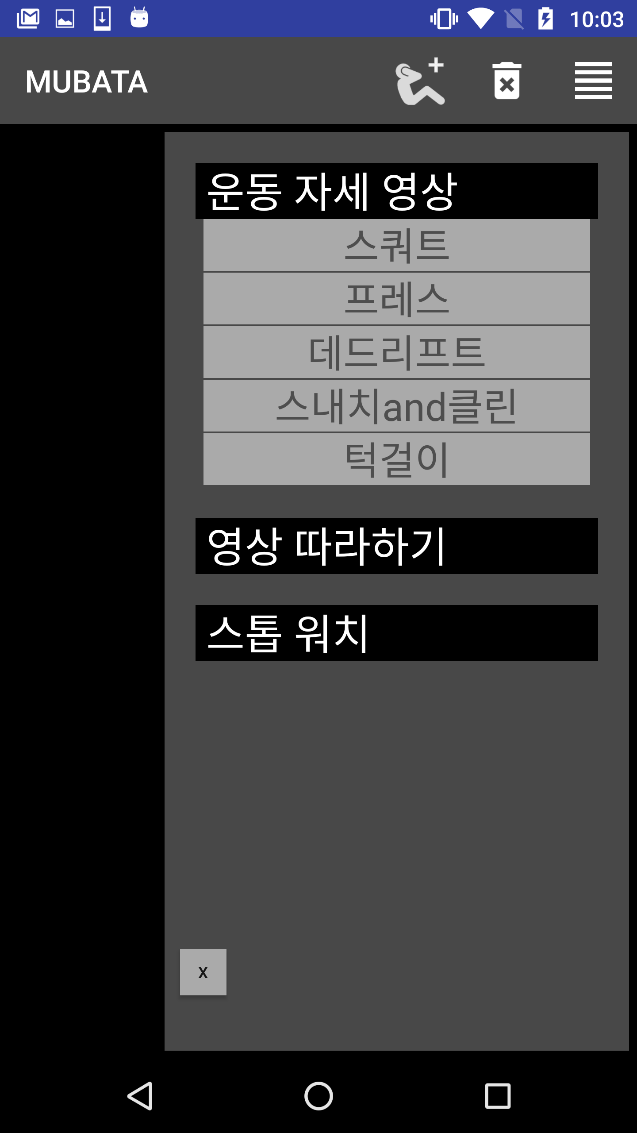 10:03
MUBATA
운동 자세 영상
스쿼트
프레스
데드리프트
스내치and클린
턱걸이
영상 따라하기
스톱 워치
X